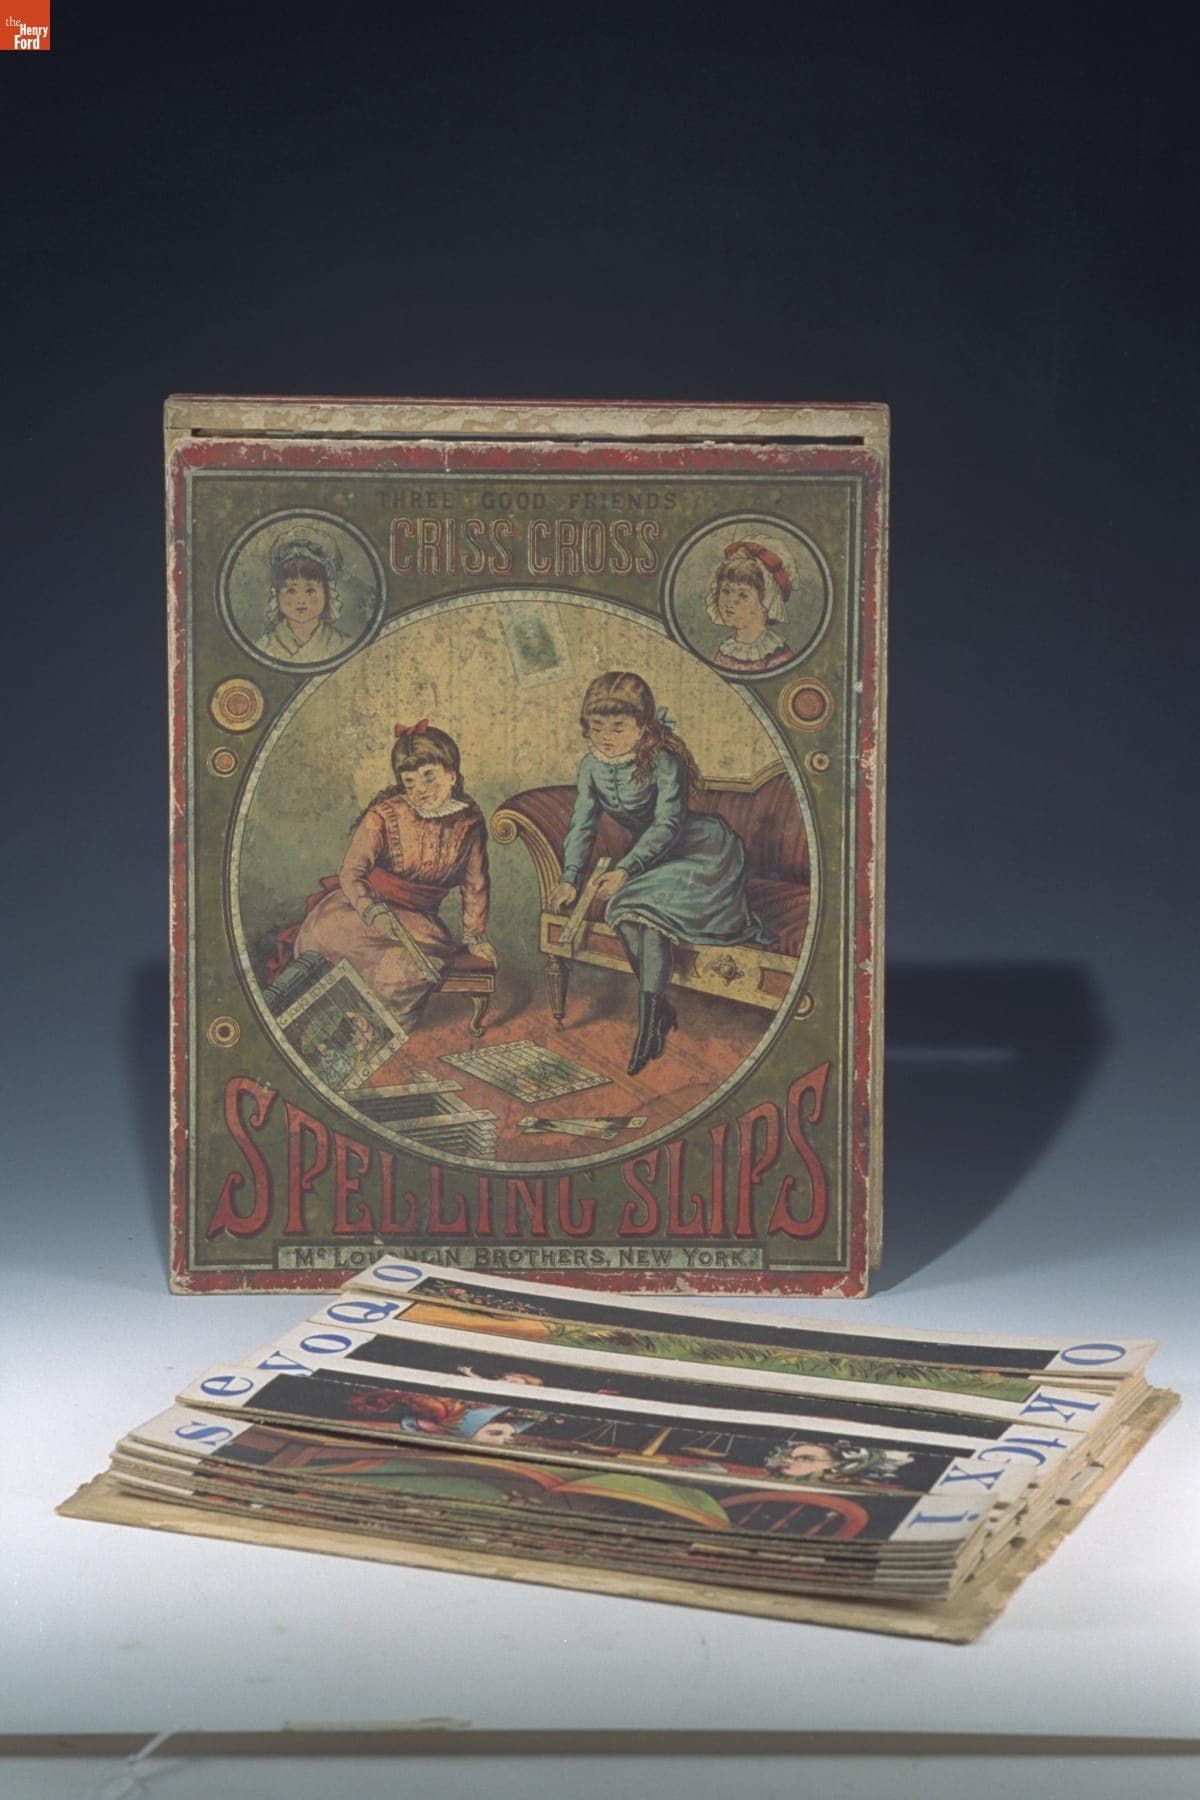 the
Henry
Ford
THREE GOOD FRIENDS
CRISS CROSS
SPELLING SLIPS
McLOUGHLIN BROTHERS, NEW YORK.
O O
Q k
o t
y C
e x
s i